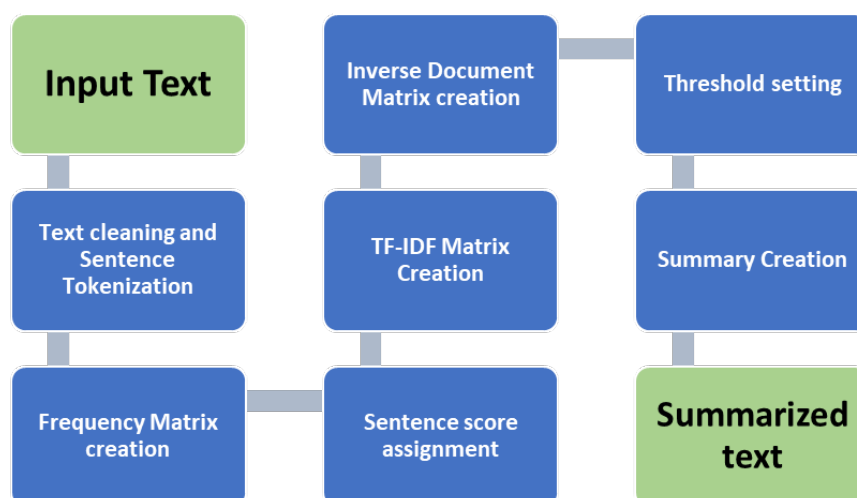 Input Text
Text cleaning and
Sentence
Tokenization
Frequency Matrix
creation
Sentence score
assignment
TF-IDF Matrix
Creation
Inverse Document
Matrix creation
Threshold setting
Summary Creation
Summarized
text